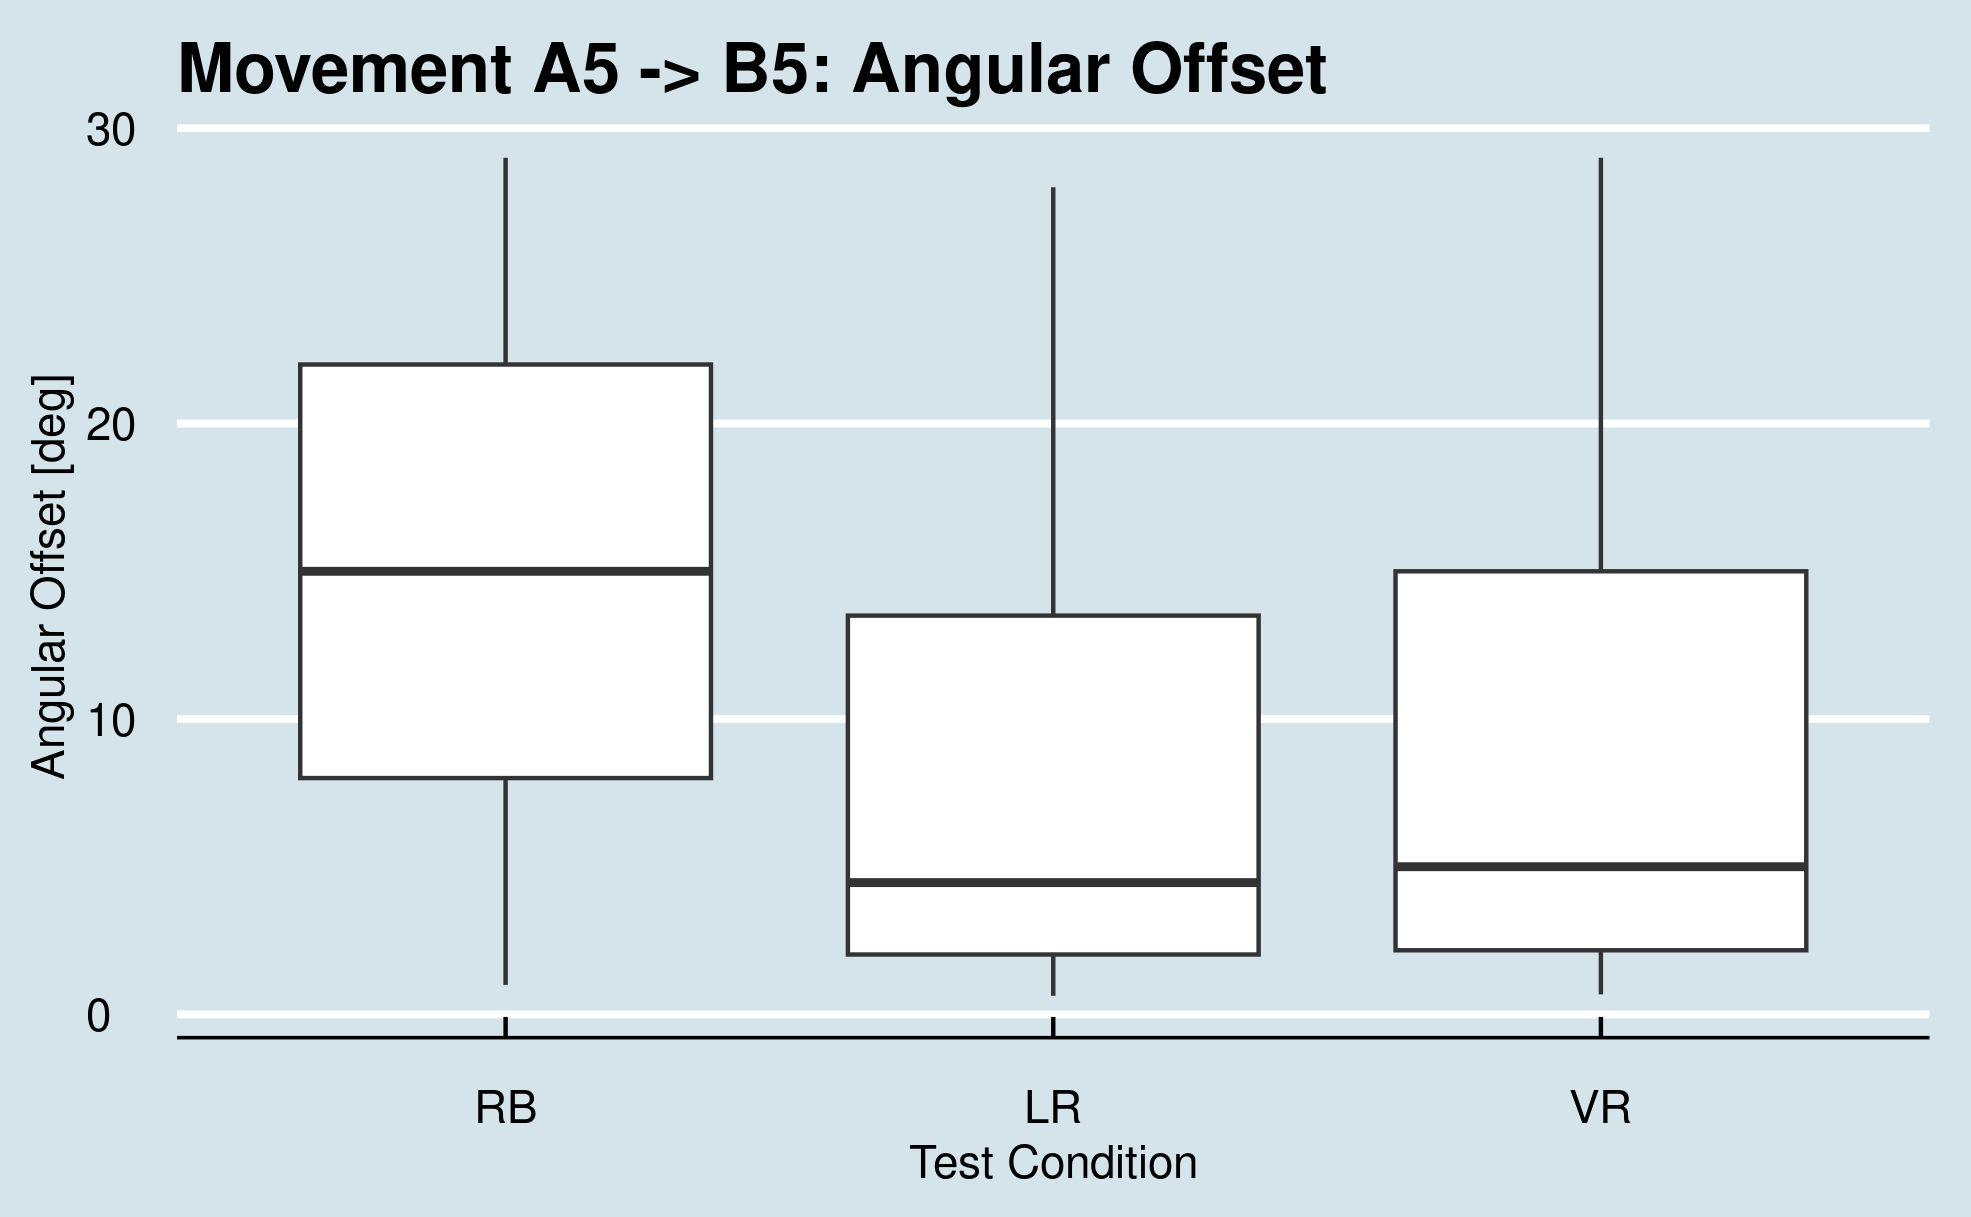 Movement A5 -> B5: Angular Offset
30
20
10
0
Angular Offset [deg]
RB LR VR
Test Condition